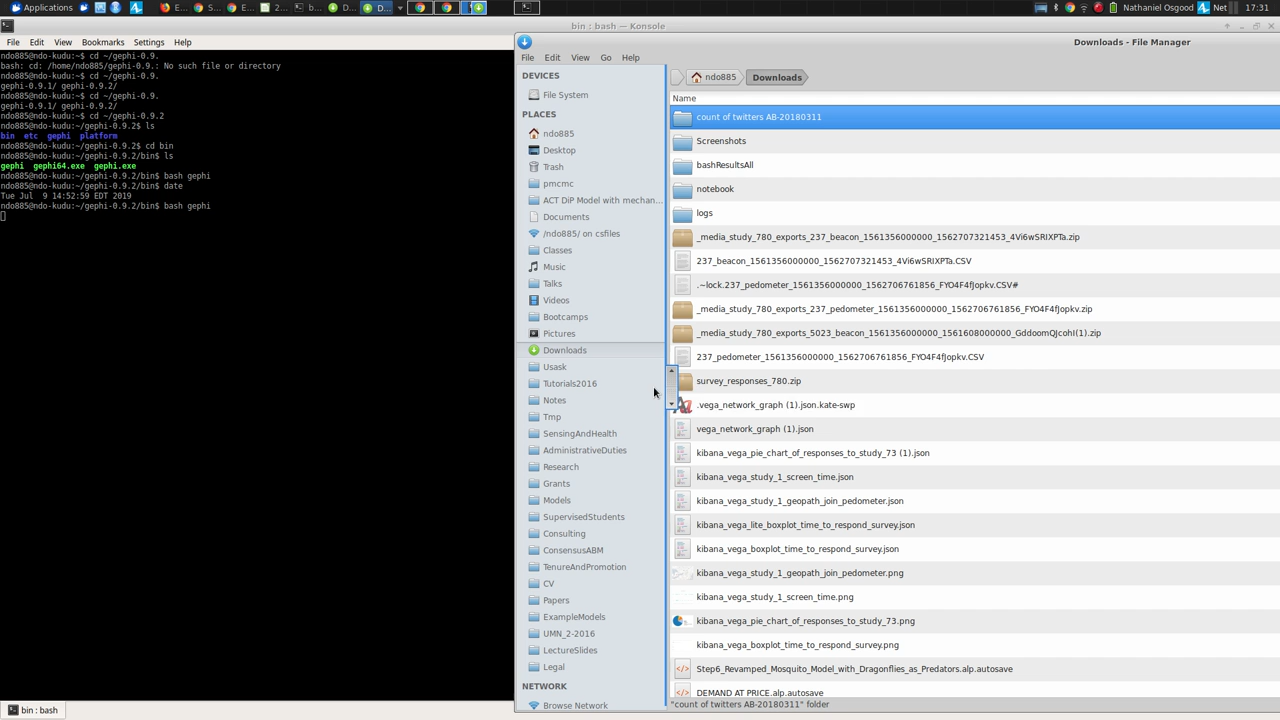 Applications
E...
Gephi
G...
S...
2...
b...
D...
D...
Nathaniel Osgood
Net
17:31
bin : bash — Konsole
File Edit View Bookmarks Settings Help
ndo885@ndo-kudu:~$ cd ~/gephi-0.9.
bash: cd: /home/ndo885/gephi-0.9.: No such file or directory
ndo885@ndo-kudu:~$ cd ~/gephi-0.9.
gephi-0.9.1/ gephi-0.9.2/
ndo885@ndo-kudu:~$ cd ~/gephi-0.9.
gephi-0.9.1/ gephi-0.9.2/
ndo885@ndo-kudu:~$ cd ~/gephi-0.9.2
ndo885@ndo-kudu:~/gephi-0.9.2$ ls
bin etc gephi platform
ndo885@ndo-kudu:~/gephi-0.9.2$ cd bin
ndo885@ndo-kudu:~/gephi-0.9.2/bin$ ls
gephi gephi64.exe gephi.exe
ndo885@ndo-kudu:~/gephi-0.9.2/bin$ bash gephi
ndo885@ndo-kudu:~/gephi-0.9.2/bin$ date
Tue Jul 9 14:52:59 EDT 2019
ndo885@ndo-kudu:~/gephi-0.9.2/bin$ bash gephi
bin : bash
Downloads - File Manager
File Edit View Go Help
DEVICES
File System
PLACES
ndo885
Desktop
Trash
pmcmc
ACT DiP Model with mechan...
Documents
/ndo885/ on csfiles
Classes
Music
Talks
Videos
Bootcamps
Pictures
Downloads
Usask
Tutorials2016
Notes
Tmp
SensingAndHealth
AdministrativeDuties
Research
Grants
Models
SupervisedStudents
Consulting
ConsensusABM
TenureAndPromotion
CV
Papers
ExampleModels
UMN_2-2016
LectureSlides
Legal
NETWORK
Browse Network
ndo885 Downloads
Name
count of twitters AB-20180311
Screenshots
bashResultsAll
notebook
logs
_media_study_780_exports_237_beacon_1561356000000_1562707321453_4Vi6wSRIXPTa.zip
237_beacon_1561356000000_1562707321453_4Vi6wSRIXPTa.CSV
.~lock.237_pedometer_1561356000000_1562706761856_FYO4F4fJopkv.CSV#
_media_study_780_exports_237_pedometer_1561356000000_1562706761856_FYO4F4fJopkv.zip
_media_study_780_exports_5023_beacon_1561356000000_1561608000000_GddoomQJcohI(1).zip
237_pedometer_1561356000000_1562706761856_FYO4F4fJopkv.CSV
survey_responses_780.zip
.vega_network_graph (1).json.kate-swp
vega_network_graph (1).json
kibana_vega_pie_chart_of_responses_to_study_73 (1).json
kibana_vega_study_1_screen_time.json
kibana_vega_study_1_geopath_join_pedometer.json
kibana_vega_lite_boxplot_time_to_respond_survey.json
kibana_vega_boxplot_time_to_respond_survey.json
kibana_vega_study_1_geopath_join_pedometer.png
kibana_vega_study_1_screen_time.png
kibana_vega_pie_chart_of_responses_to_study_73.png
kibana_vega_boxplot_time_to_respond_survey.png
Step6_Revamped_Mosquito_Model_with_Dragonflies_as_Predators.alp.autosave
DEMAND AT PRICE.alp.autosave
"count of twitters AB-20180311" folder